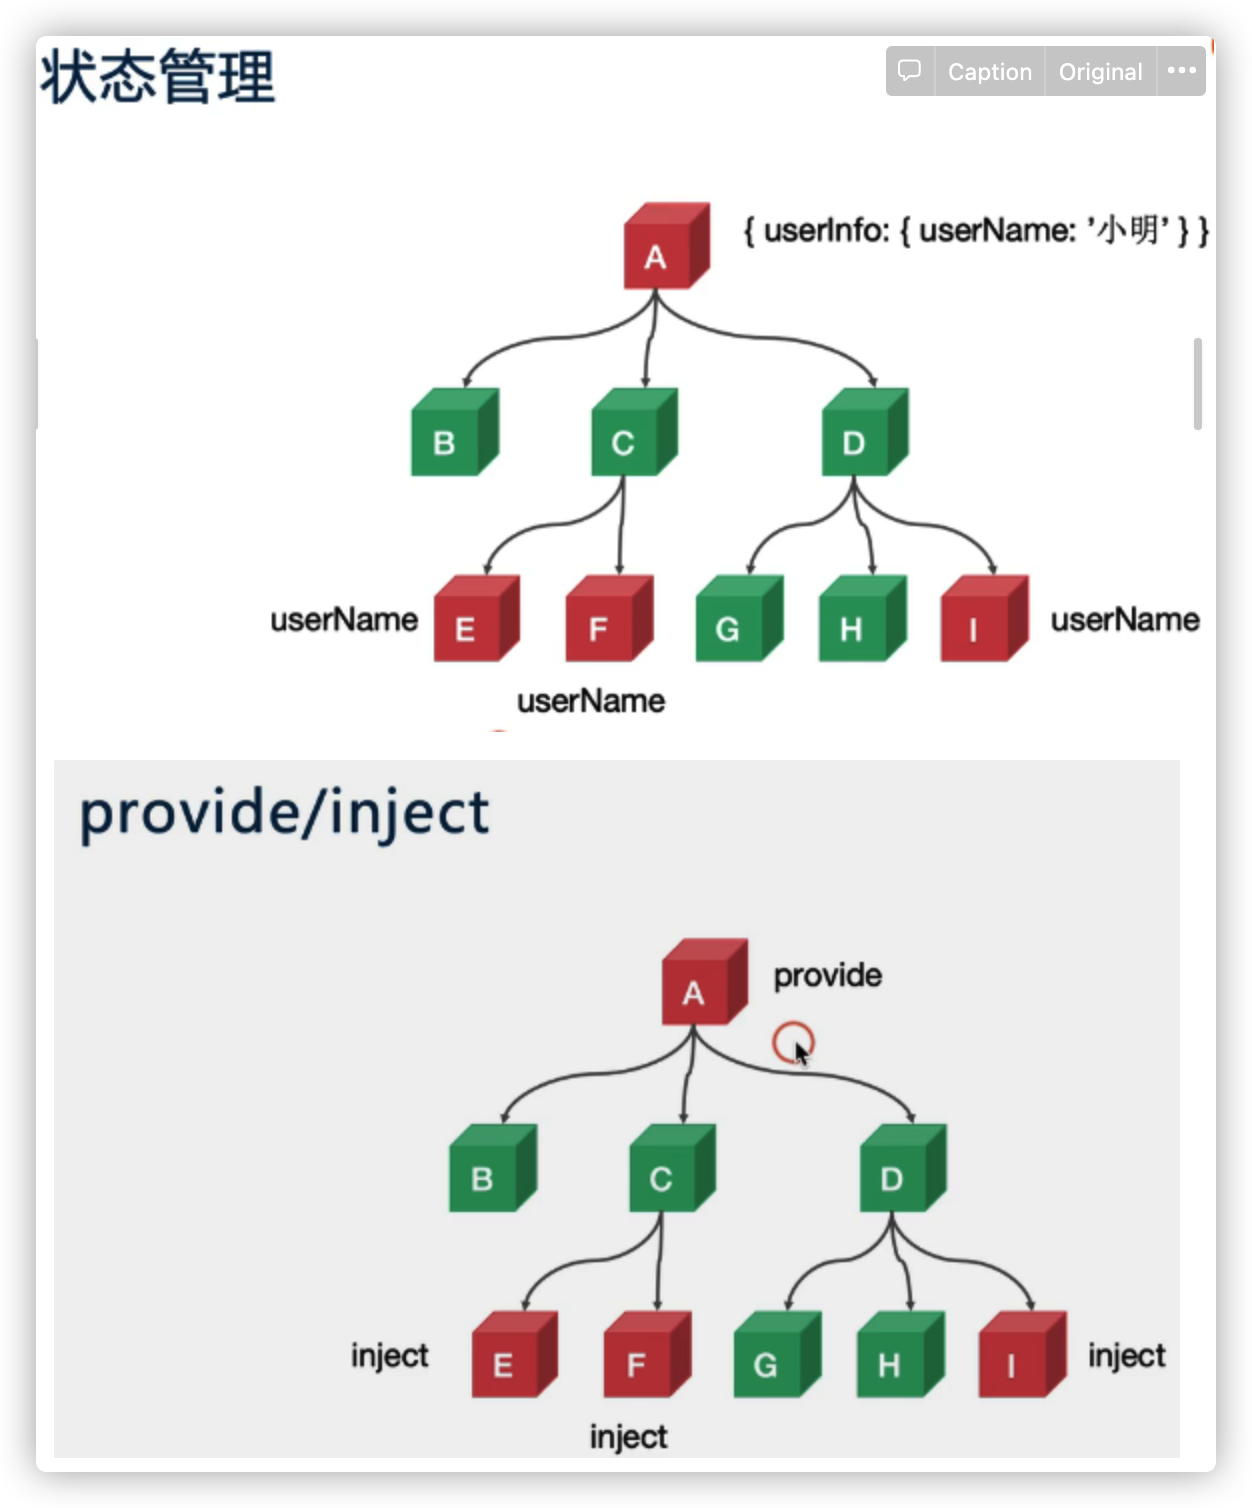 状态管理
Caption Original •••
{ userInfo: { userName: '小明' } }
A
B C D
userName E F G H I userName
userName
provide/inject
A provide
B C D
inject E F G H I inject
inject